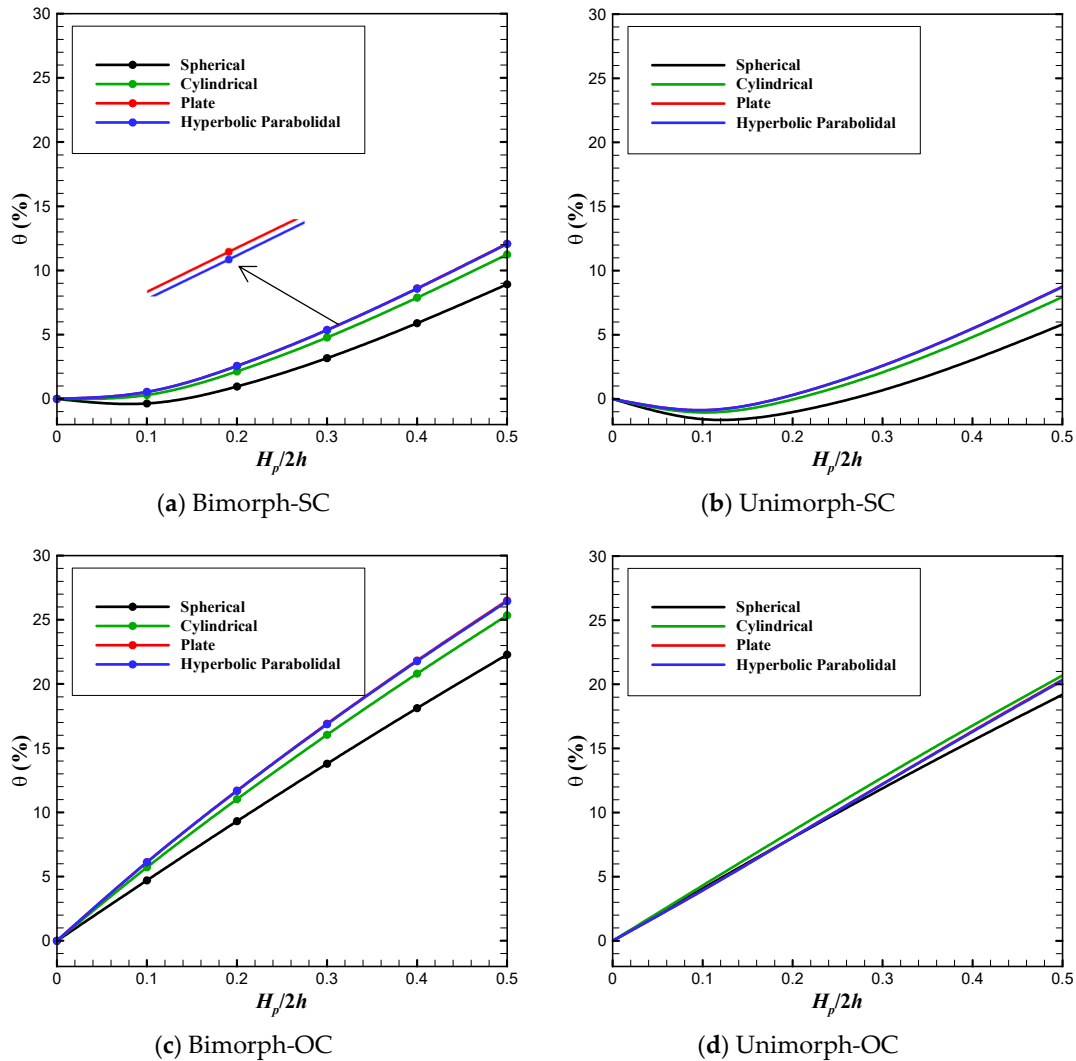 30
25
20
15
10
5
0
θ (%)
Spherical
Cylindrical
Plate
Hyperbolic Parabolidal
0 0.1 0.2 0.3 0.4 0.5
H_p/2h
(a) Bimorph-SC
30
25
20
15
10
5
0
θ (%)
Spherical
Cylindrical
Plate
Hyperbolic Parabolidal
0 0.1 0.2 0.3 0.4 0.5
H_p/2h
(b) Unimorph-SC
30
25
20
15
10
5
0
θ (%)
Spherical
Cylindrical
Plate
Hyperbolic Parabolidal
0 0.1 0.2 0.3 0.4 0.5
H_p/2h
(c) Bimorph-OC
30
25
20
15
10
5
0
θ (%)
Spherical
Cylindrical
Plate
Hyperbolic Parabolidal
0 0.1 0.2 0.3 0.4 0.5
H_p/2h
(d) Unimorph-OC